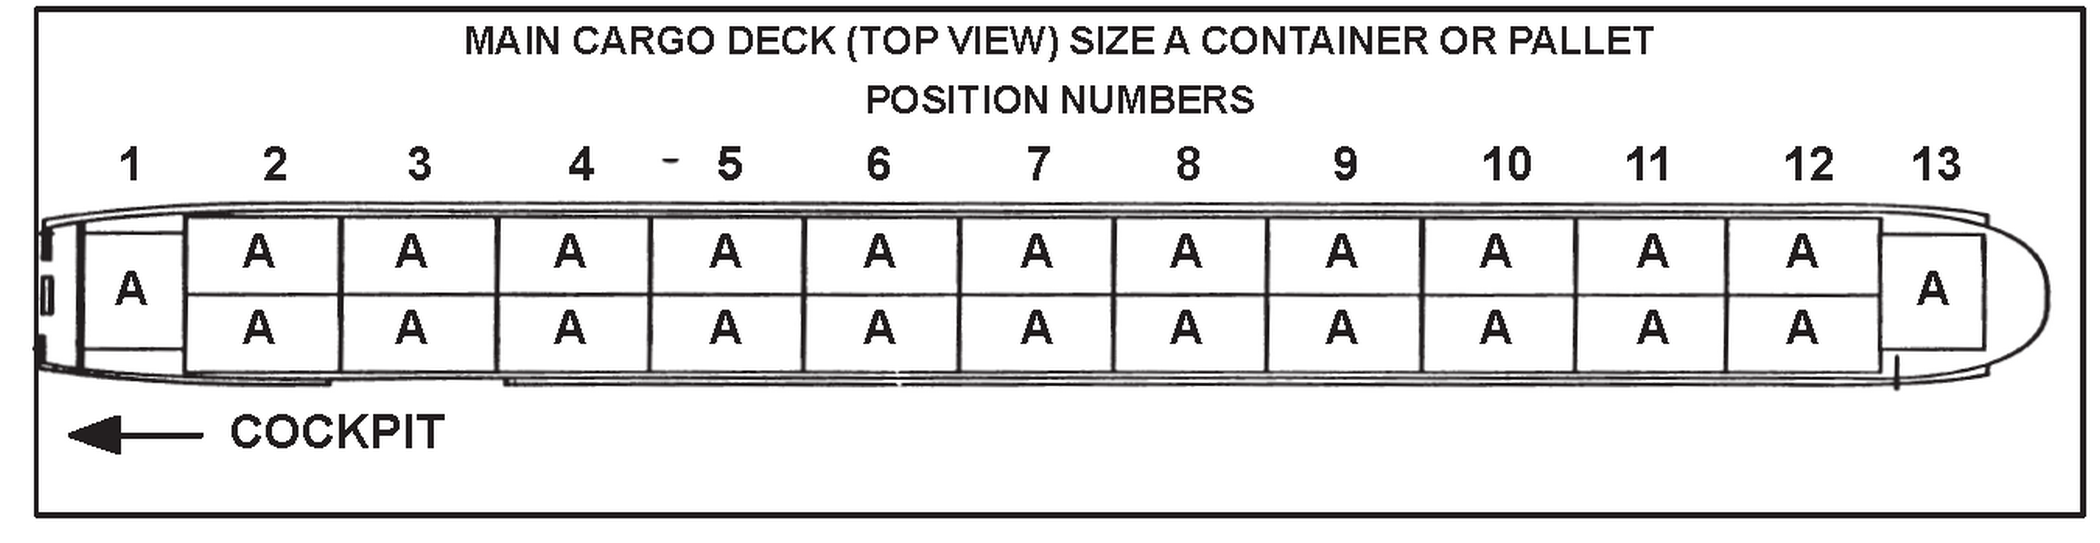 MAIN CARGO DECK (TOP VIEW) SIZE A CONTAINER OR PALLET
POSITION NUMBERS
1 2 3 4 - 5 6 7 8 9 10 11 12 13
A A A A A A A A A A A
A A
A A A A A A A A A A A
COCKPIT